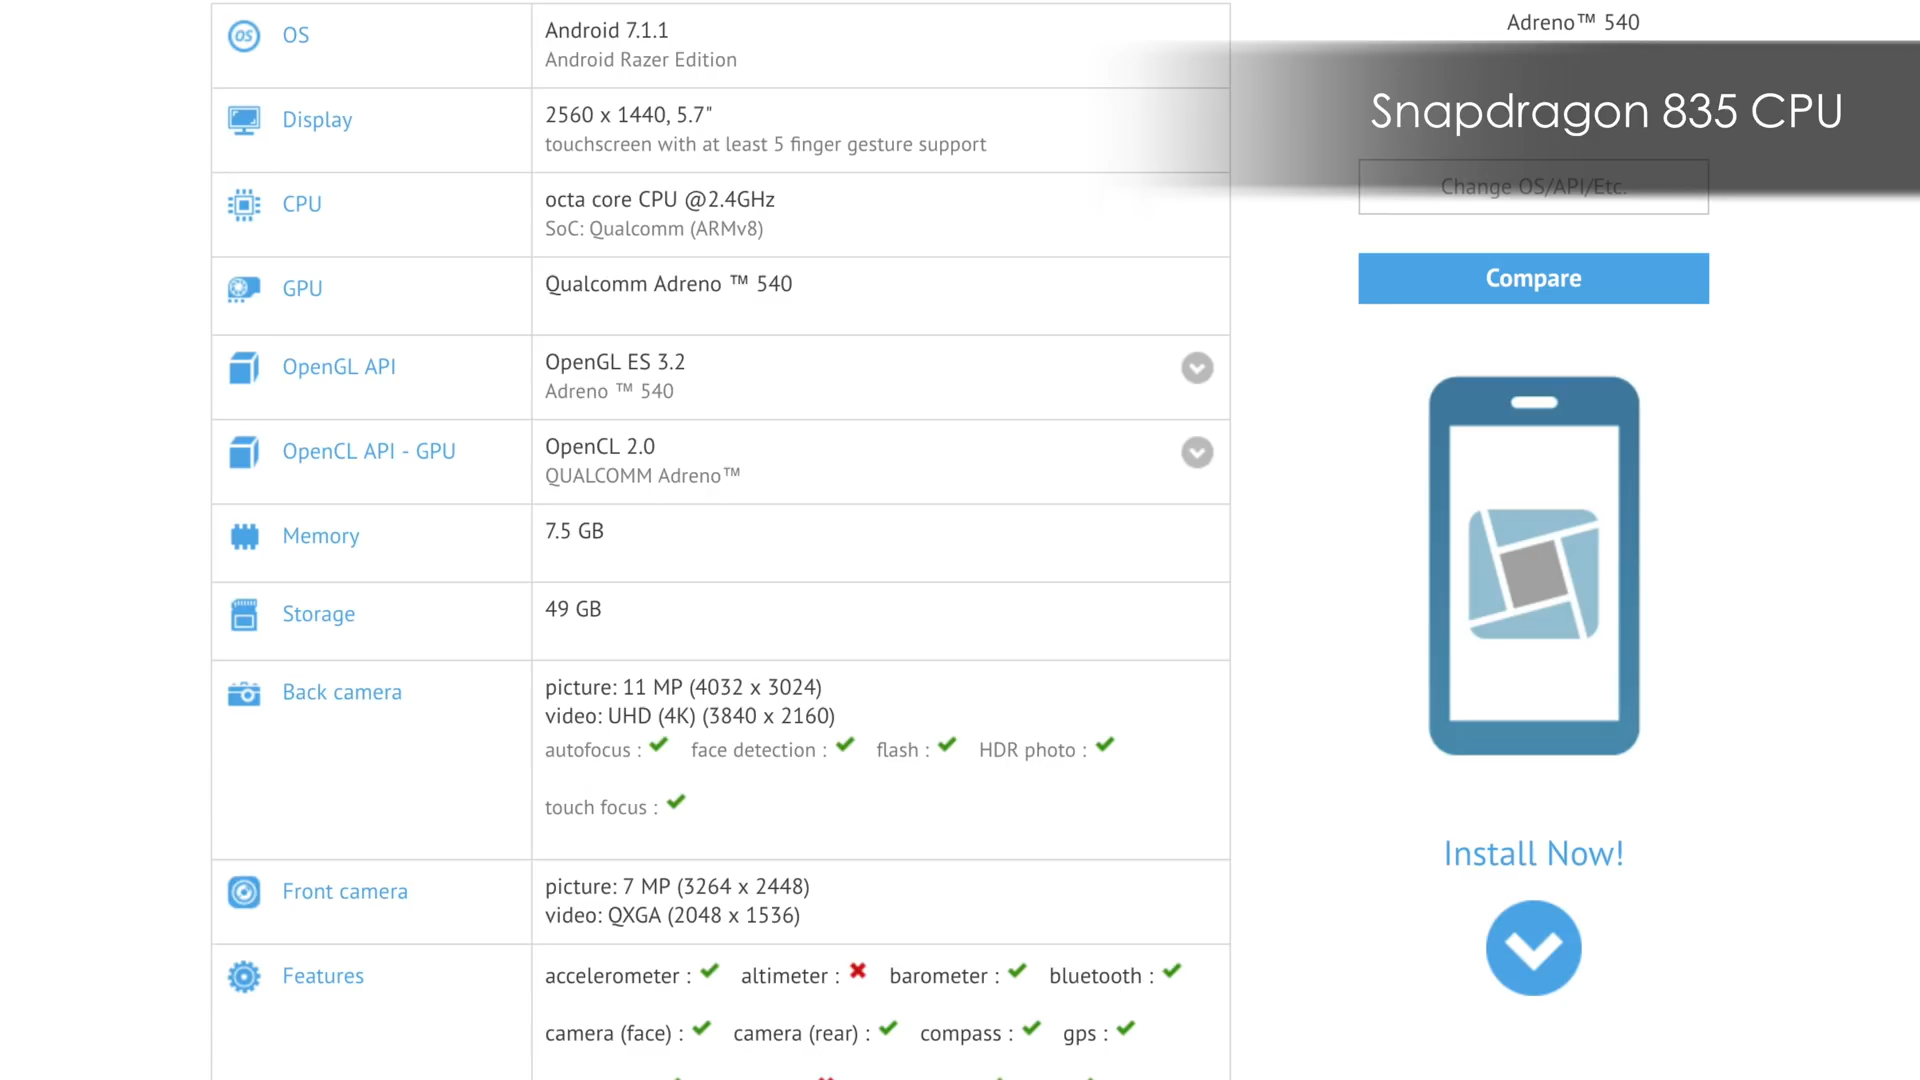 OS
Android 7.1.1
Android Razer Edition
Display
2560 x 1440, 5.7"
touchscreen with at least 5 finger gesture support
CPU
octa core CPU @2.4GHz
SoC: Qualcomm (ARMv8)
GPU
Qualcomm Adreno ™ 540
OpenGL API
OpenGL ES 3.2
Adreno ™ 540
OpenCL API - GPU
OpenCL 2.0
QUALCOMM Adreno™
Memory
7.5 GB
Storage
49 GB
Back camera
picture: 11 MP (4032 x 3024)
video: UHD (4K) (3840 x 2160)
autofocus : face detection : flash : HDR photo :
touch focus :
Front camera
picture: 7 MP (3264 x 2448)
video: QXGA (2048 x 1536)
Features
accelerometer : altimeter : barometer : bluetooth :
camera (face) : camera (rear) : compass : gps :
Adreno™ 540
Snapdragon 835 CPU
Change OS/API/Etc.
Compare
Install Now!